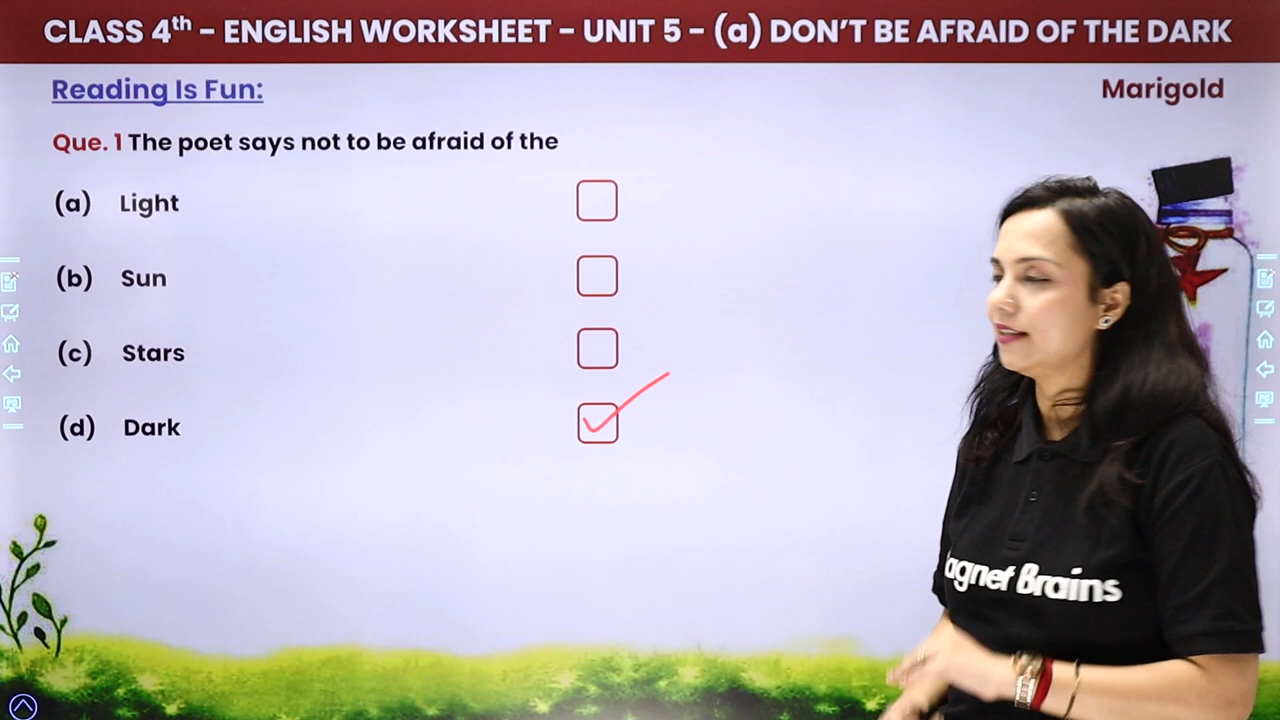 CLASS 4th – ENGLISH WORKSHEET – UNIT 5 – (a) DON'T BE AFRAID OF THE DARK
Reading Is Fun:
Marigold
Que. 1 The poet says not to be afraid of the
(a) Light
(b) Sun
(c) Stars
(d) Dark
agnet Brains